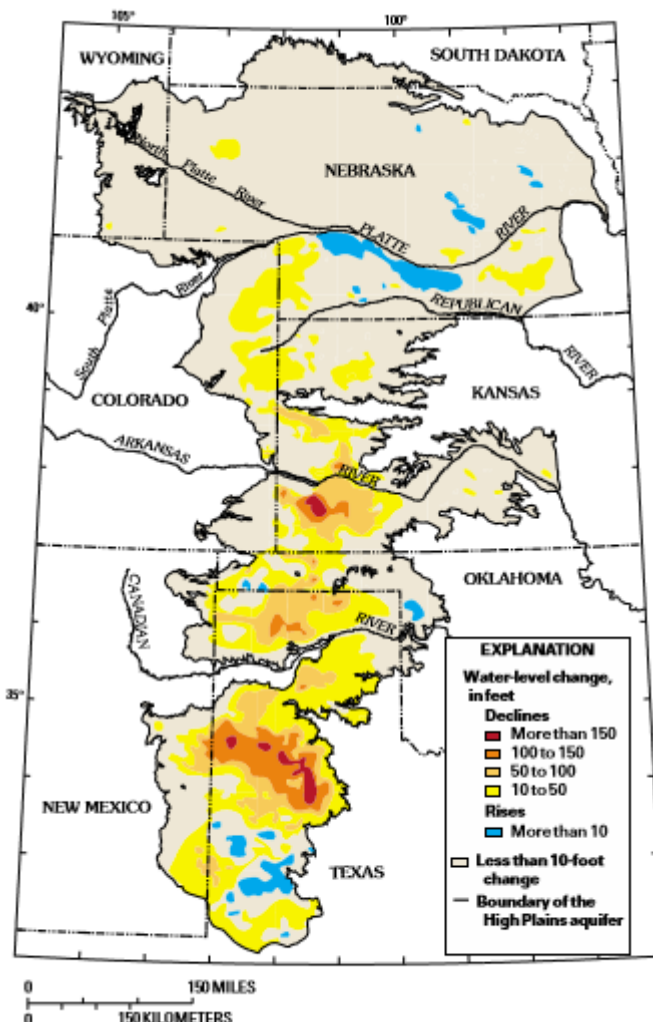 105°
100°
WYOMING
SOUTH DAKOTA
North Platte River
NEBRASKA
PLATTE RIVER
South Platte River
40°
REPUBLICAN RIVER
COLORADO
KANSAS
ARKANSAS RIVER
OKLAHOMA
CANADIAN RIVER
35°
NEW MEXICO
TEXAS
EXPLANATION
Water-level change,
in feet
Declines
More than 150
100 to 150
50 to 100
10 to 50
Rises
More than 10
Less than 10-foot
change
Boundary of the
High Plains aquifer
0 150 MILES
0 150 KILOMETERS